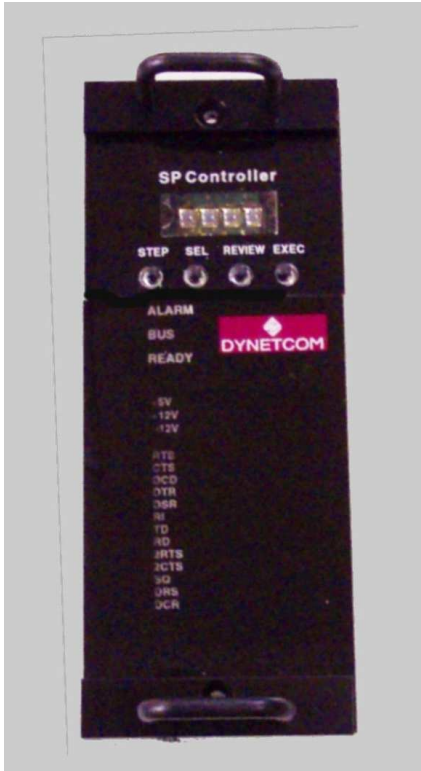 SP Controller
STEP SEL REVIEW EXEC
ALARM
BUS
READY
DYNETCOM
+5V
+12V
-12V
RTS
CTS
DCD
DTR
DSR
RI
TD
RD
2RTS
2CTS
SQ
DRS
DCR